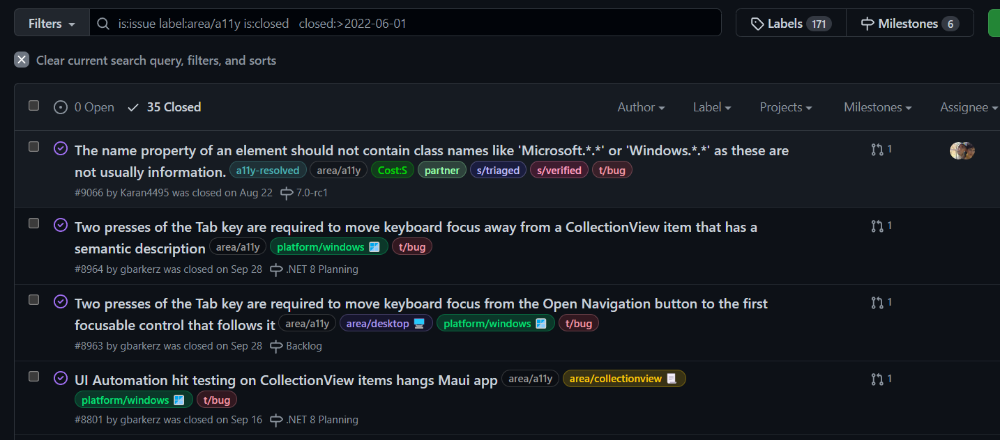 Filters is:issue label:area/a11y is:closed closed:>2022-06-01 Labels 171 Milestones 6
Clear current search query, filters, and sorts
0 Open 35 Closed Author Label Projects Milestones Assignee
The name property of an element should not contain class names like 'Microsoft.*.*' or 'Windows.*.*' as these are 1
not usually information. a11y-resolved area/a11y Cost:S partner s/triaged s/verified t/bug
#9066 by Karan4495 was closed on Aug 22 7.0-rc1
Two presses of the Tab key are required to move keyboard focus away from a CollectionView item that has a 1
semantic description area/a11y platform/windows t/bug
#8964 by gbarkerz was closed on Sep 28 .NET 8 Planning
Two presses of the Tab key are required to move keyboard focus from the Open Navigation button to the first 1
focusable control that follows it area/a11y area/desktop platform/windows t/bug
#8963 by gbarkerz was closed on Sep 28 Backlog
UI Automation hit testing on CollectionView items hangs Maui app area/a11y area/collectionview 1
platform/windows t/bug
#8801 by gbarkerz was closed on Sep 16 .NET 8 Planning